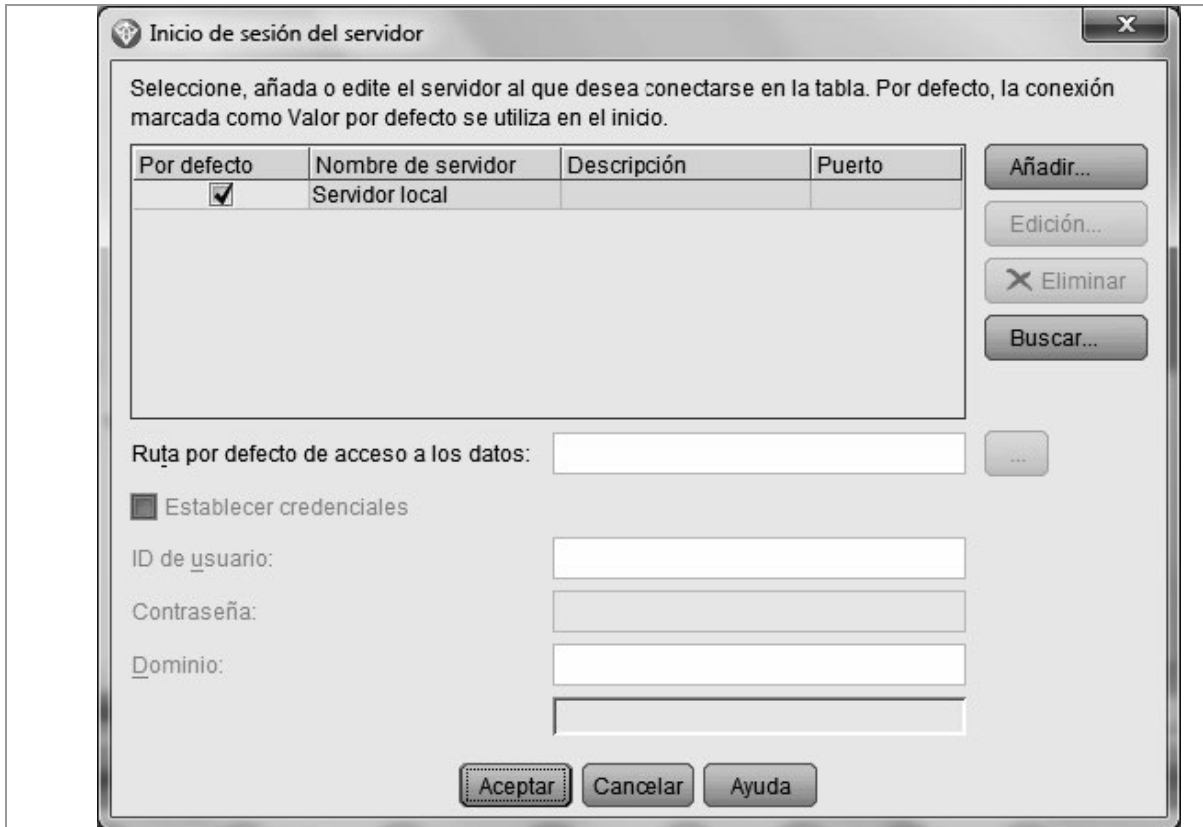 Inicio de sesión del servidor
Seleccione, añada o edite el servidor al que desea conectarse en la tabla. Por defecto, la conexión
marcada como Valor por defecto se utiliza en el inicio.
Por defecto Nombre de servidor Descripción Puerto
Servidor local
Añadir...
Edición...
Eliminar
Buscar...
Ruta por defecto de acceso a los datos:
...
Establecer credenciales
ID de usuario:
Contraseña:
Dominio:
Aceptar Cancelar Ayuda